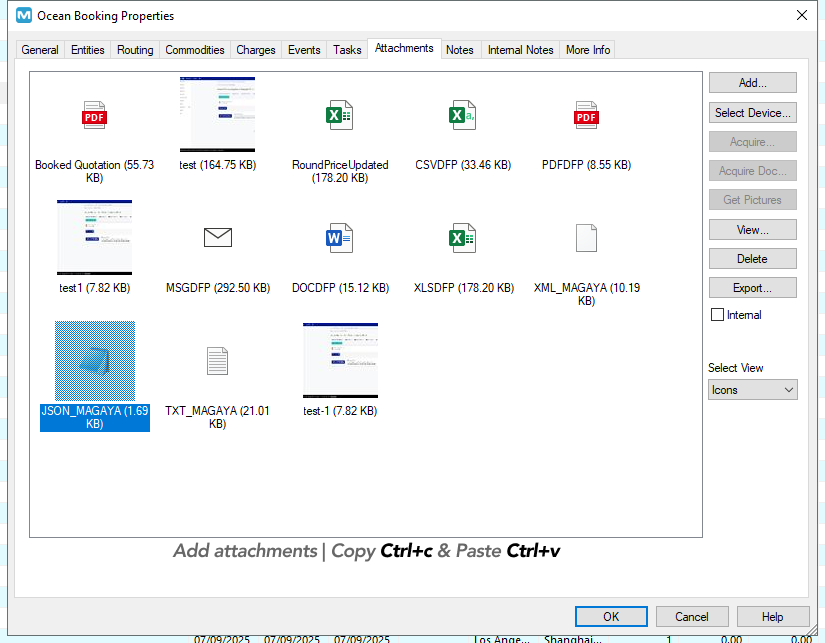 Ocean Booking Properties
General Entities Routing Commodities Charges Events Tasks Attachments Notes Internal Notes More Info
PDF
X
X a,
PDF
Booked Quotation (55.73 KB)
test (164.75 KB)
RoundPriceUpdated (178.20 KB)
CSVDFP (33.46 KB)
PDFDFP (8.55 KB)
W
X
test1 (7.82 KB)
MSGDFP (292.50 KB)
DOCDFP (15.12 KB)
XLSDFP (178.20 KB)
XML_MAGAYA (10.19 KB)
JSON_MAGAYA (1.69 KB)
TXT_MAGAYA (21.01 KB)
test-1 (7.82 KB)
Add...
Select Device...
Acquire...
Acquire Doc...
Get Pictures
View...
Delete
Export...
Internal
Select View
Icons
Add attachments | Copy Ctrl+c & Paste Ctrl+v
OK Cancel Help
07/09/2025 07/09/2025 07/09/2025 Los Ange... Shanghai... 1 0.00 0.00